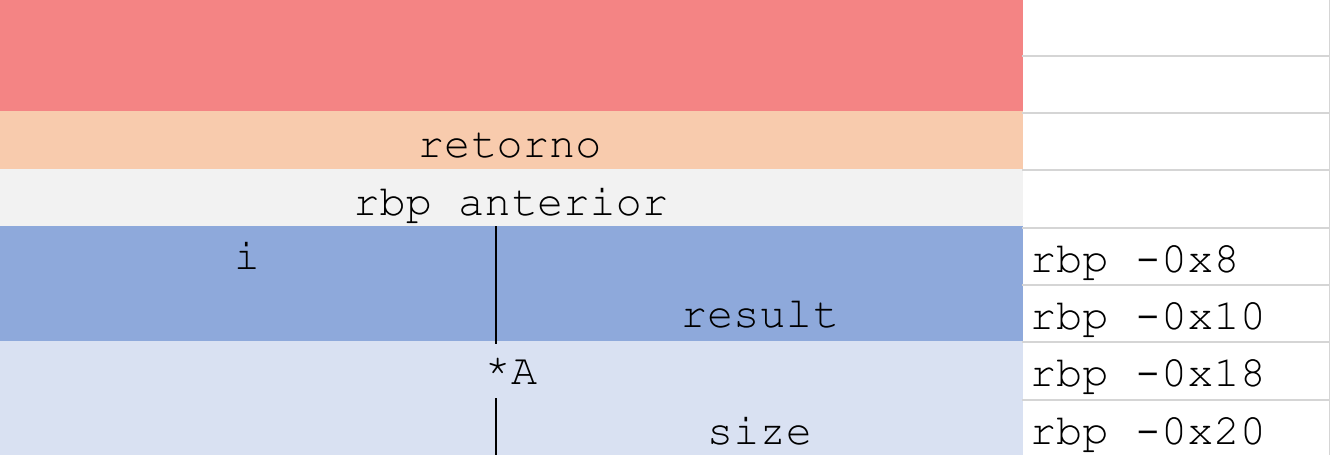 retorno
rbp anterior
i rbp -0x8
result rbp -0x10
*A rbp -0x18
size rbp -0x20